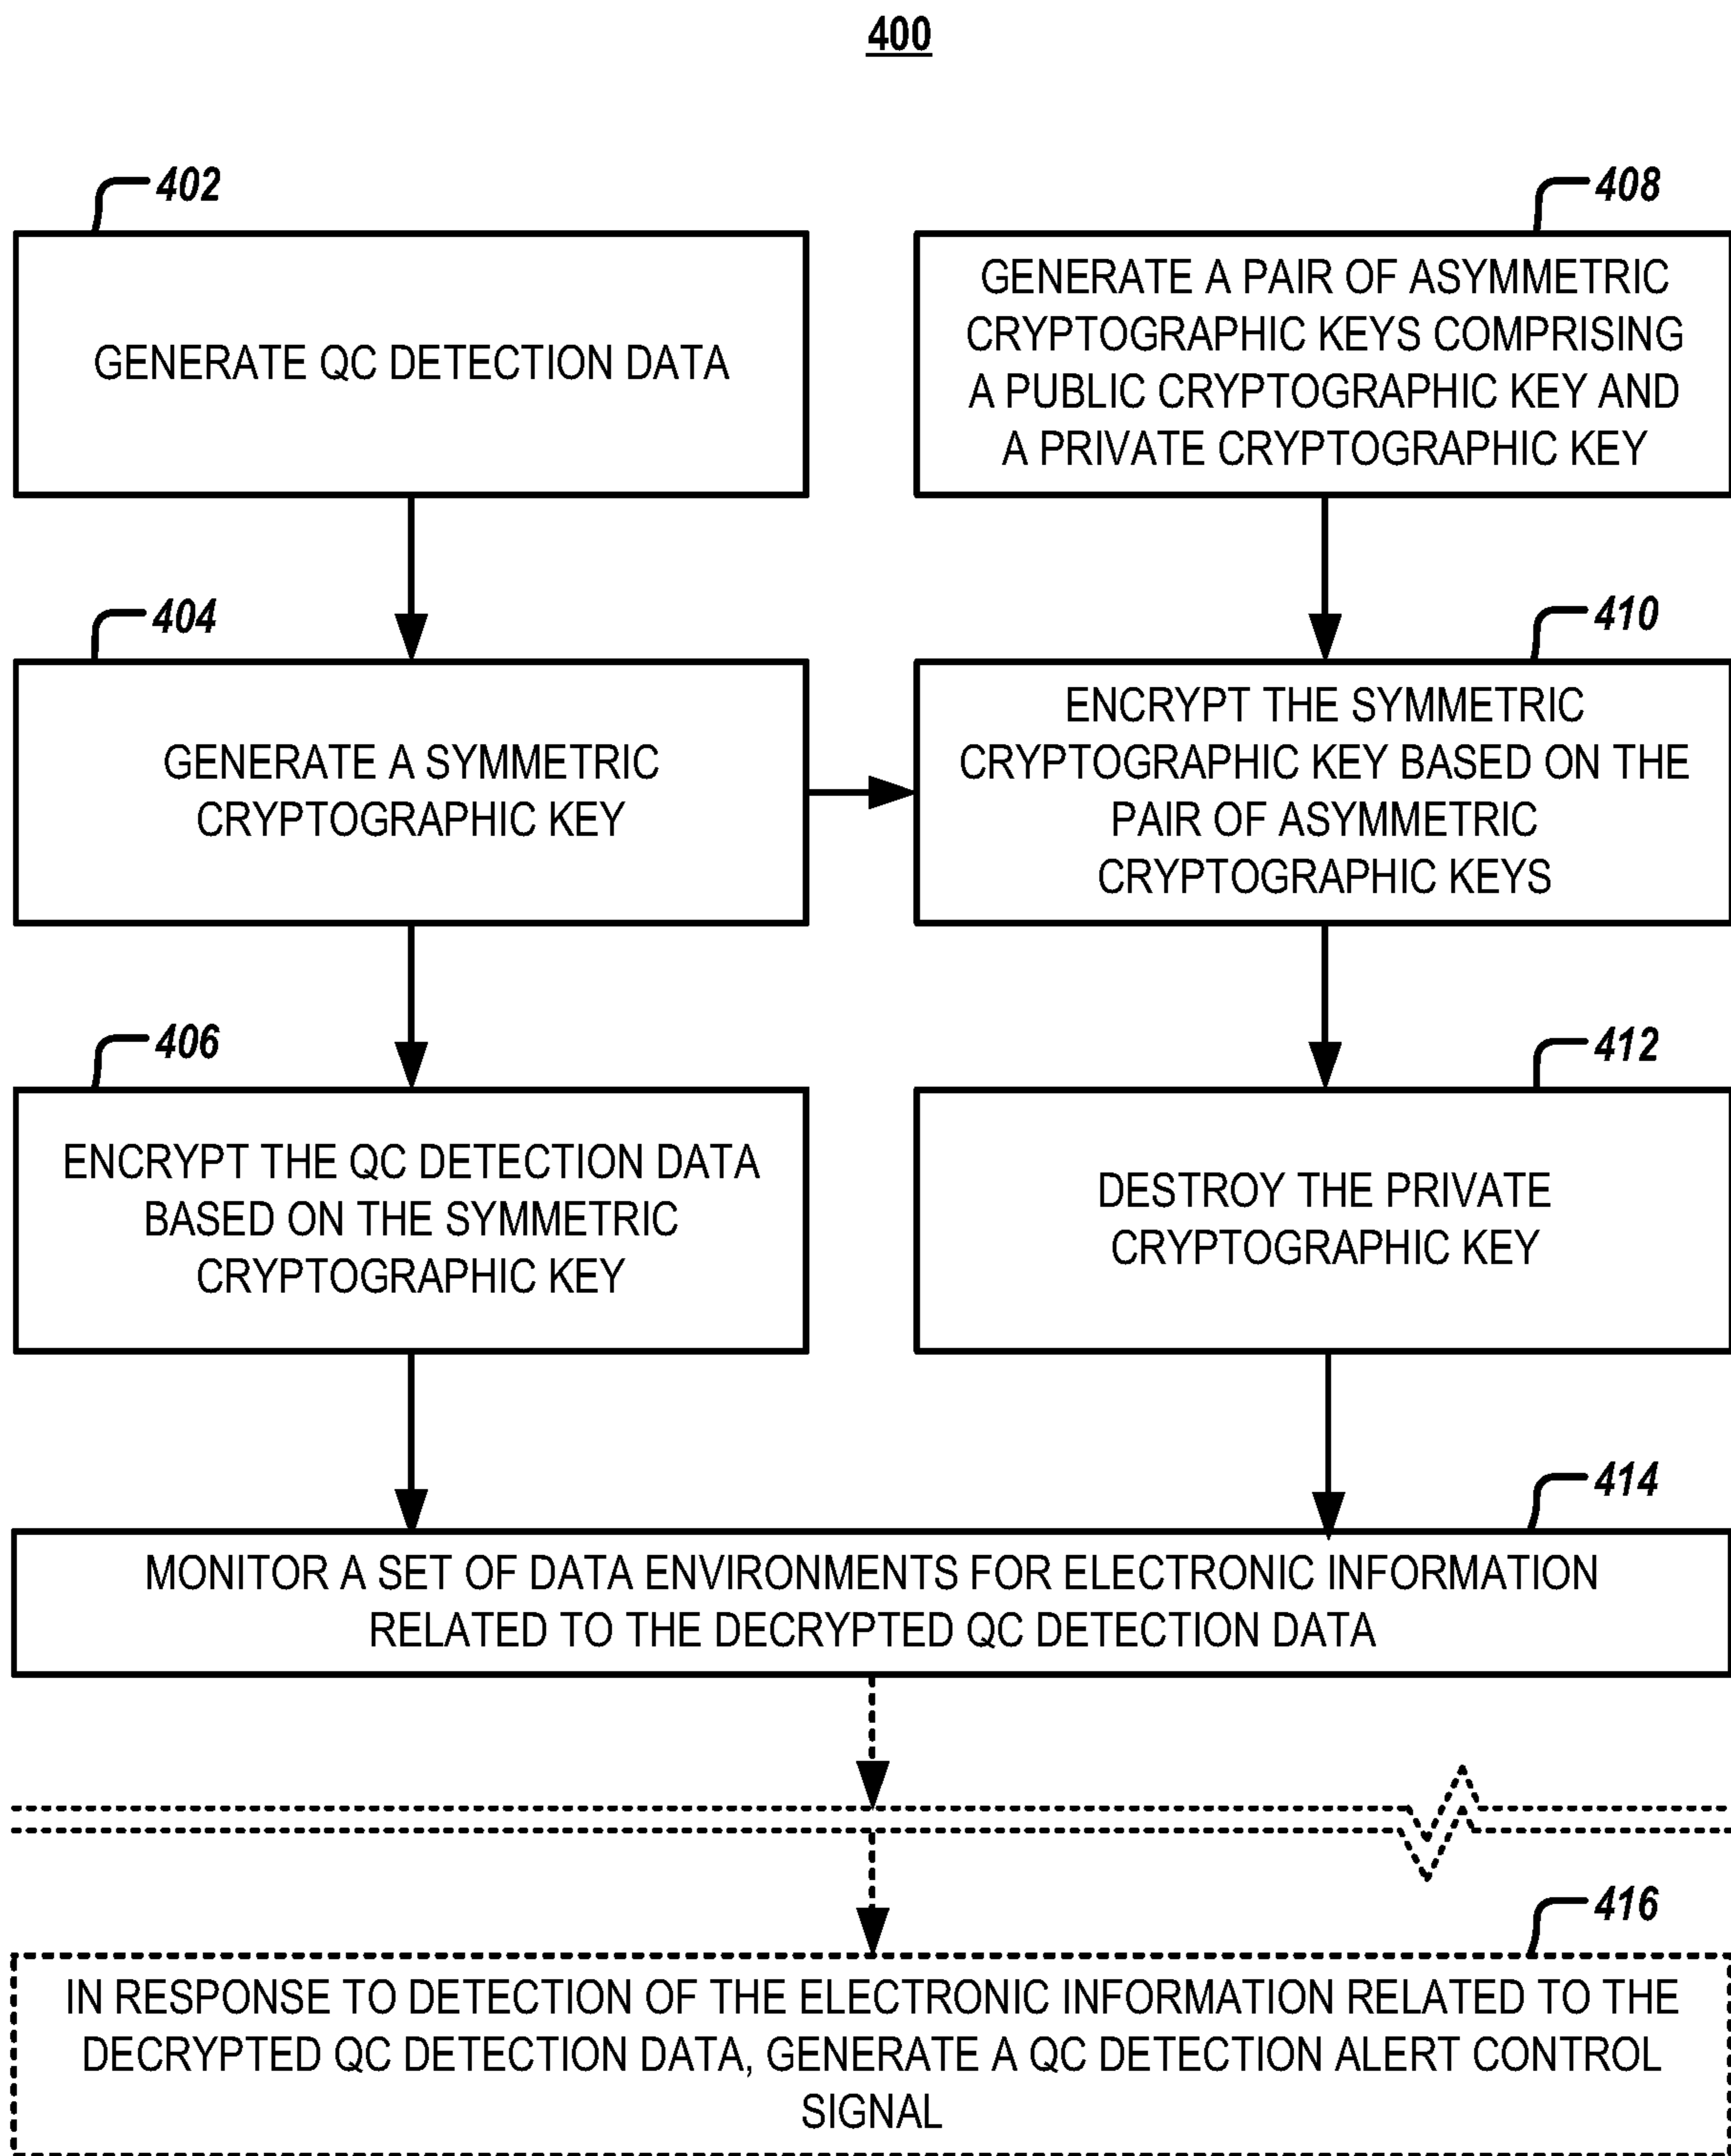 400
402
GENERATE QC DETECTION DATA
408
GENERATE A PAIR OF ASYMMETRIC
CRYPTOGRAPHIC KEYS COMPRISING
A PUBLIC CRYPTOGRAPHIC KEY AND
A PRIVATE CRYPTOGRAPHIC KEY
404
GENERATE A SYMMETRIC
CRYPTOGRAPHIC KEY
410
ENCRYPT THE SYMMETRIC
CRYPTOGRAPHIC KEY BASED ON THE
PAIR OF ASYMMETRIC
CRYPTOGRAPHIC KEYS
406
ENCRYPT THE QC DETECTION DATA
BASED ON THE SYMMETRIC
CRYPTOGRAPHIC KEY
412
DESTROY THE PRIVATE
CRYPTOGRAPHIC KEY
414
MONITOR A SET OF DATA ENVIRONMENTS FOR ELECTRONIC INFORMATION
RELATED TO THE DECRYPTED QC DETECTION DATA
416
IN RESPONSE TO DETECTION OF THE ELECTRONIC INFORMATION RELATED TO THE
DECRYPTED QC DETECTION DATA, GENERATE A QC DETECTION ALERT CONTROL
SIGNAL